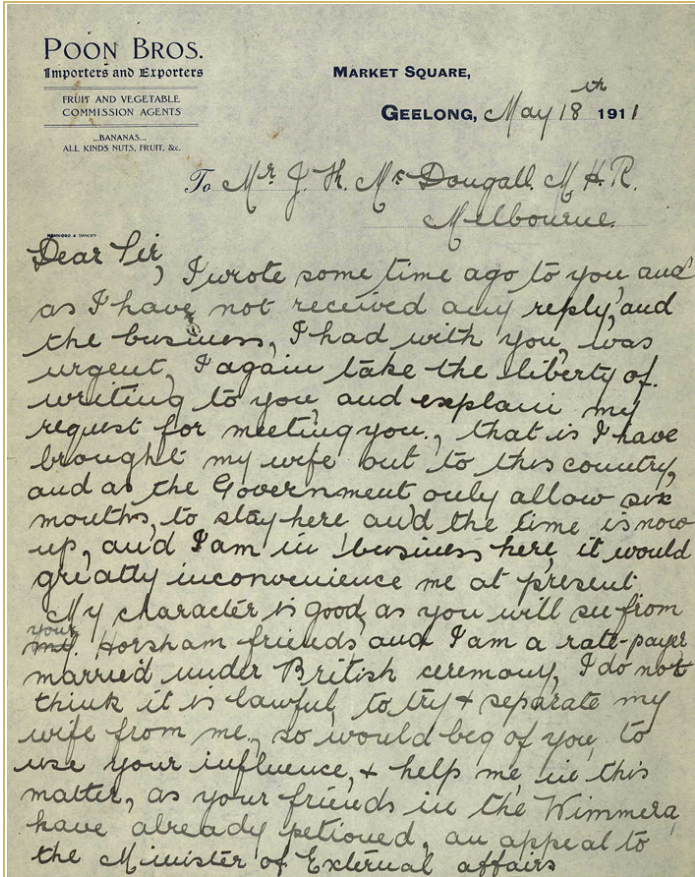 POON BROS.
Importers and Exporters
FRUIT AND VEGETABLE
COMMISSION AGENTS
...BANANAS...
ALL KINDS NUTS, FRUIT, &c.
MARKET SQUARE,
GEELONG, May 18th 1911
To Mr J. K. McDougall. M.H.R.
Melbourne.
Dear Sir,
I wrote some time ago to you and
as I have not received any reply, and
the business, I had with you, was
urgent, I again take the liberty of.
writing to you, and explain my
request for meeting you., that is I have
brought my wife out to this country,
and as the Government only allow six
months, to stay here and the time is now
up, and I am in business here, it would
greatly inconvenience me at present.
My character is good, as you will see from
your
Horsham friends and I am a rate-payer
married under British ceremony, I do not
think it is lawful, to try + separate my
wife from me., so would beg of you, to
use your influence, + help me, in this
matter, as your friends in the Wimmera,
have already petioned, an appeal to
the Minister of External affairs